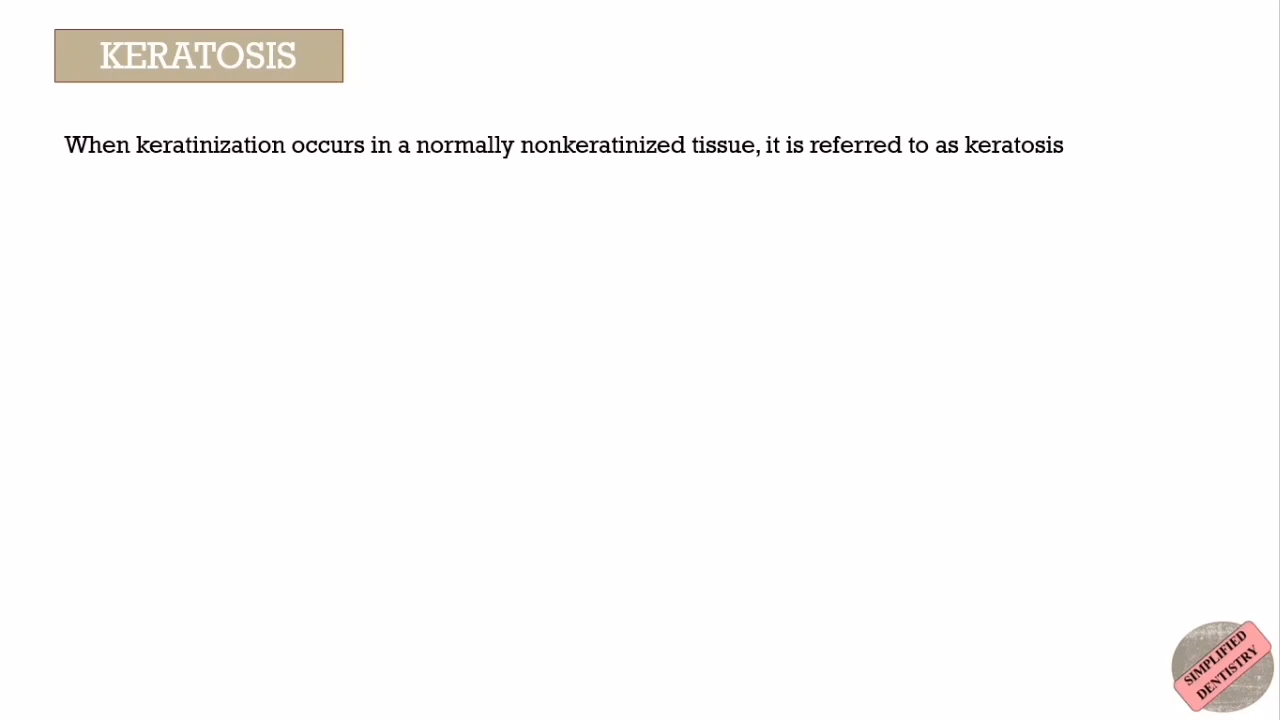 KERATOSIS
When keratinization occurs in a normally nonkeratinized tissue, it is referred to as keratosis
SIMPLIFIED
DENTISTRY